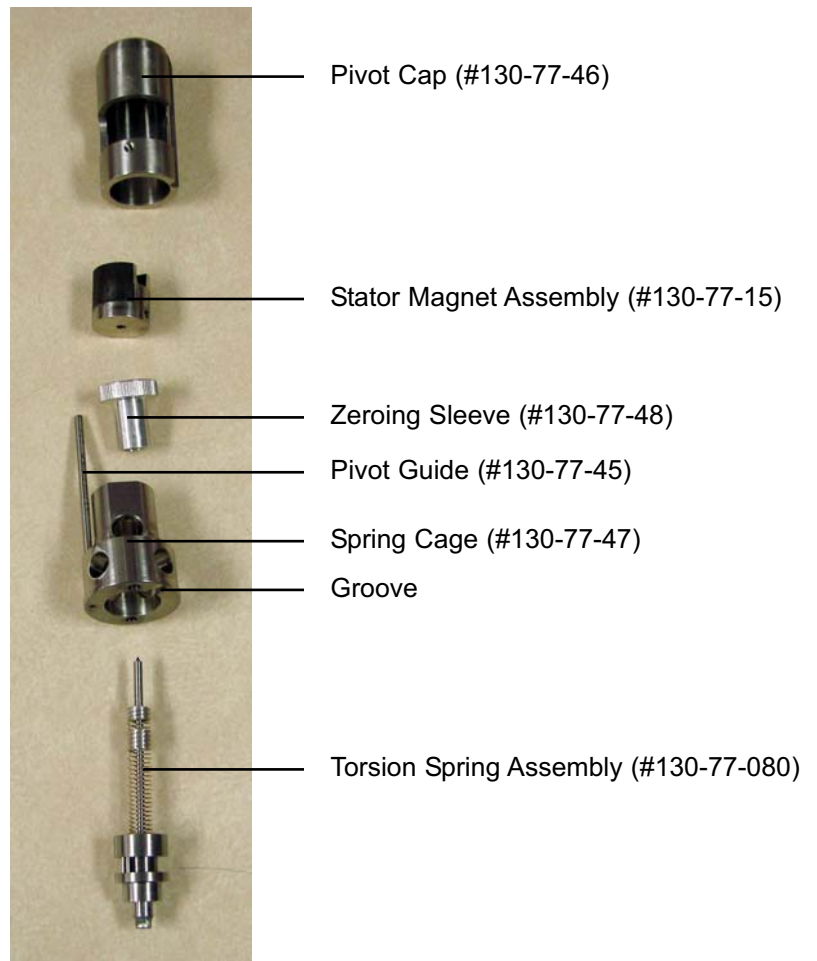 Pivot Cap (#130-77-46)
Stator Magnet Assembly (#130-77-15)
Zeroing Sleeve (#130-77-48)
Pivot Guide (#130-77-45)
Spring Cage (#130-77-47)
Groove
Torsion Spring Assembly (#130-77-080)